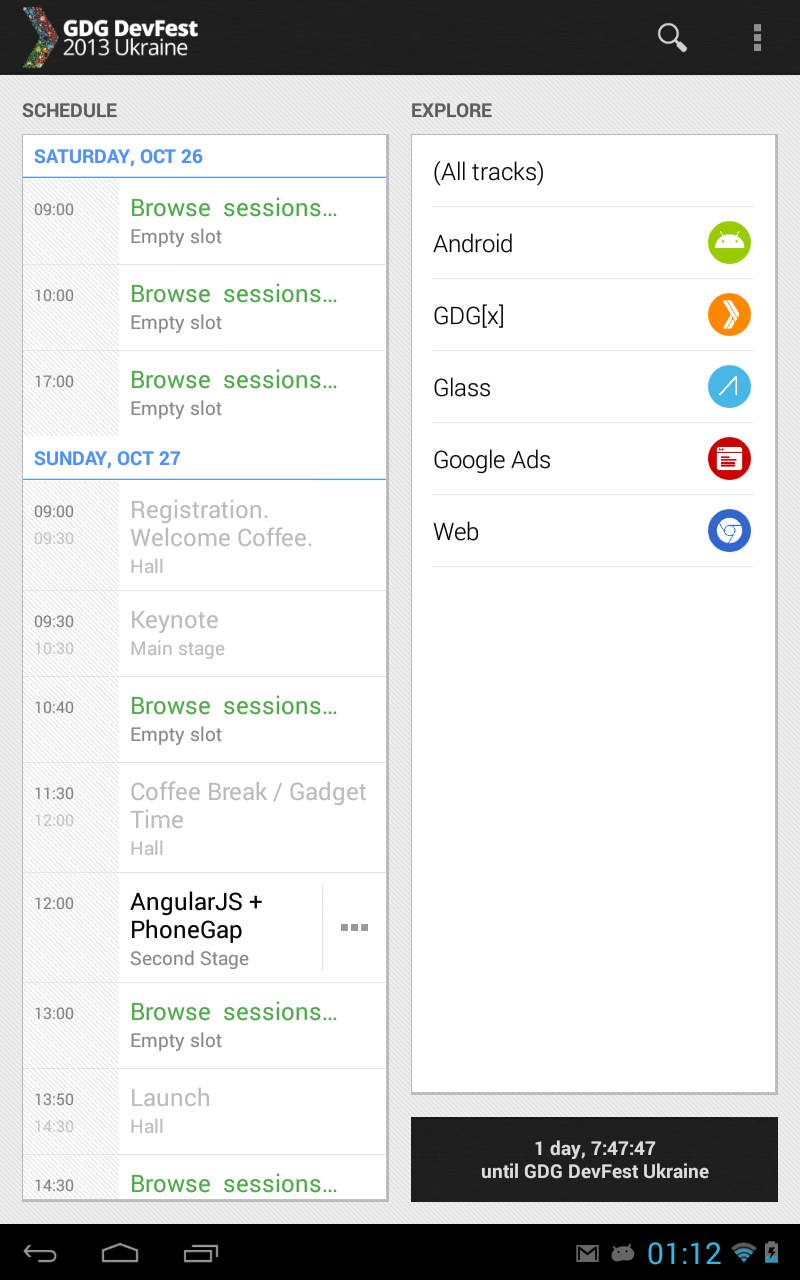 GDG DevFest
2013 Ukraine
SCHEDULE
SATURDAY, OCT 26
09:00
Browse sessions...
Empty slot
10:00
Browse sessions...
Empty slot
17:00
Browse sessions...
Empty slot
SUNDAY, OCT 27
09:00
09:30
Registration.
Welcome Coffee.
Hall
09:30
10:30
Keynote
Main stage
10:40
Browse sessions...
Empty slot
11:30
12:00
Coffee Break / Gadget
Time
Hall
12:00
AngularJS +
PhoneGap
Second Stage
13:00
Browse sessions...
Empty slot
13:50
14:30
Launch
Hall
14:30
Browse sessions...
EXPLORE
(All tracks)
Android
GDG[x]
Glass
Google Ads
Web
1 day, 7:47:47
until GDG DevFest Ukraine
01:12